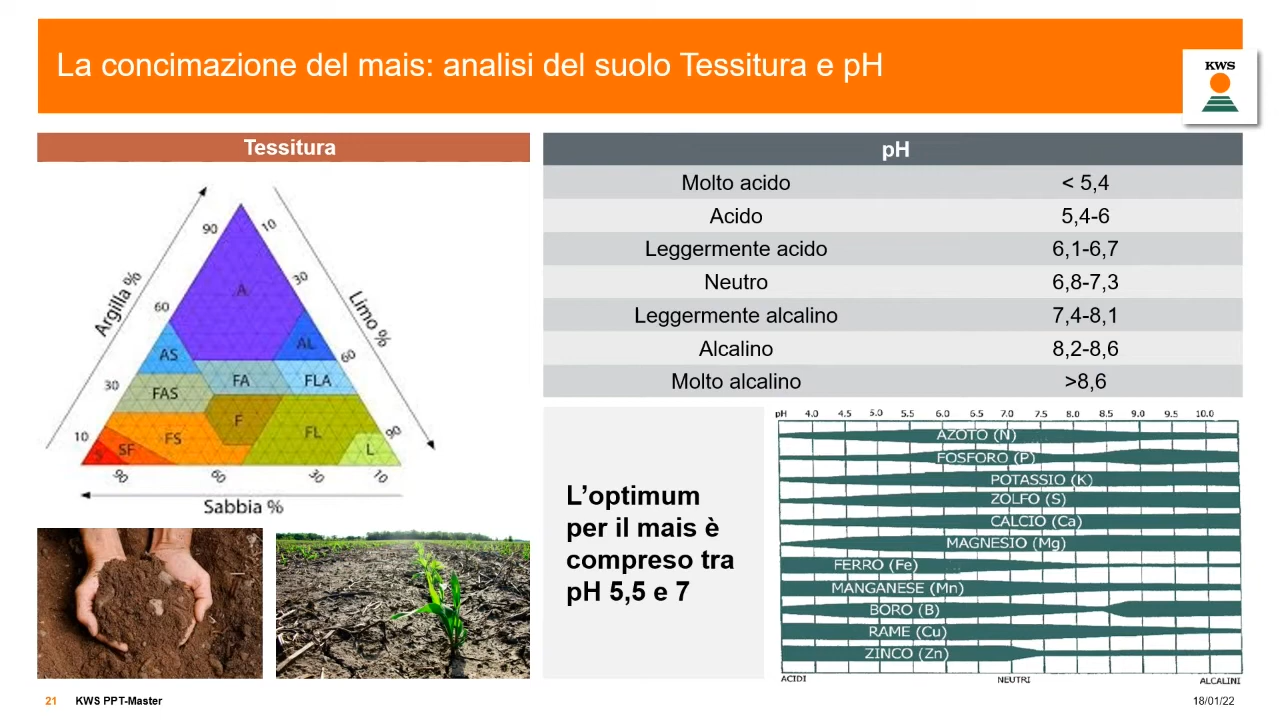 La concimazione del mais: analisi del suolo Tessitura e pH
KWS
Tessitura
90
10
A
30
Argilla %
Limo %
60
AS
AL
60
30
FAS
FA
FLA
10
S
SF
FS
F
FL
L
90
90
60
30
10
Sabbia %
pH
Molto acido < 5,4
Acido 5,4-6
Leggermente acido 6,1-6,7
Neutro 6,8-7,3
Leggermente alcalino 7,4-8,1
Alcalino 8,2-8,6
Molto alcalino >8,6
L’optimum
per il mais è
compreso tra
pH 5,5 e 7
pH 4.0 4.5 5.0 5.5 6.0 6.5 7.0 7.5 8.0 8.5 9.0 9.5 10.0
AZOTO (N)
FOSFORO (P)
POTASSIO (K)
ZOLFO (S)
CALCIO (Ca)
MAGNESIO (Mg)
FERRO (Fe)
MANGANESE (Mn)
BORO (B)
RAME (Cu)
ZINCO (Zn)
ACIDI NEUTRI ALCALINI
21 KWS PPT-Master 18/01/22